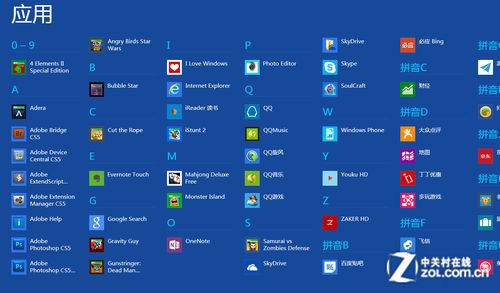 应用
0 – 9
4 Elements II
Special Edition
A
Adera
Adobe Bridge
CS5
Adobe Device
Central CS5
Adobe
ExtendScript...
Adobe Extension
Manager CS5
Adobe Help
Adobe
Photoshop CS5
Adobe
Photoshop CS5...
Angry Birds Star
Wars
B
Bubble Star
C
Cut the Rope
E
Evernote Touch
G
Google Search
Gravity Guy
Gunstringer:
Dead Man...
I
I Love Windows
Internet Explorer
iReader 读书
iStunt 2
M
Mahjong Deluxe
Free
Monster Island
O
OneNote
P
Photo Editor
Q
QQ
QQMusic
QQ旋风
QQ音乐
QQ游戏
S
Samurai vs
Zombies Defense
SkyDrive
SkyDrive
Skype
SoulCraft
W
Windows Phone
Y
Youku HD
Z
ZAKER HD
拼音B
百度贴吧
必应 Bing
拼音C
财经
拼音D
大众点评
地图
丁丁优惠
多玩游戏
拼音F
飞信
拼音
拼音
拼音
中关村在线
ZOL.COM.CN